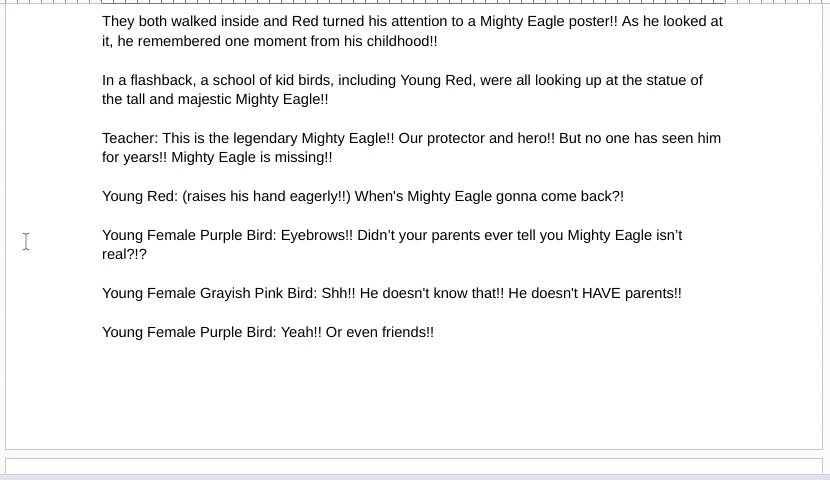 They both walked inside and Red turned his attention to a Mighty Eagle poster!! As he looked at
it, he remembered one moment from his childhood!!
In a flashback, a school of kid birds, including Young Red, were all looking up at the statue of
the tall and majestic Mighty Eagle!!
Teacher: This is the legendary Mighty Eagle!! Our protector and hero!! But no one has seen him
for years!! Mighty Eagle is missing!!
Young Red: (raises his hand eagerly!!) When's Mighty Eagle gonna come back?!
Young Female Purple Bird: Eyebrows!! Didn’t your parents ever tell you Mighty Eagle isn’t
real?!?
Young Female Grayish Pink Bird: Shh!! He doesn't know that!! He doesn't HAVE parents!!
Young Female Purple Bird: Yeah!! Or even friends!!